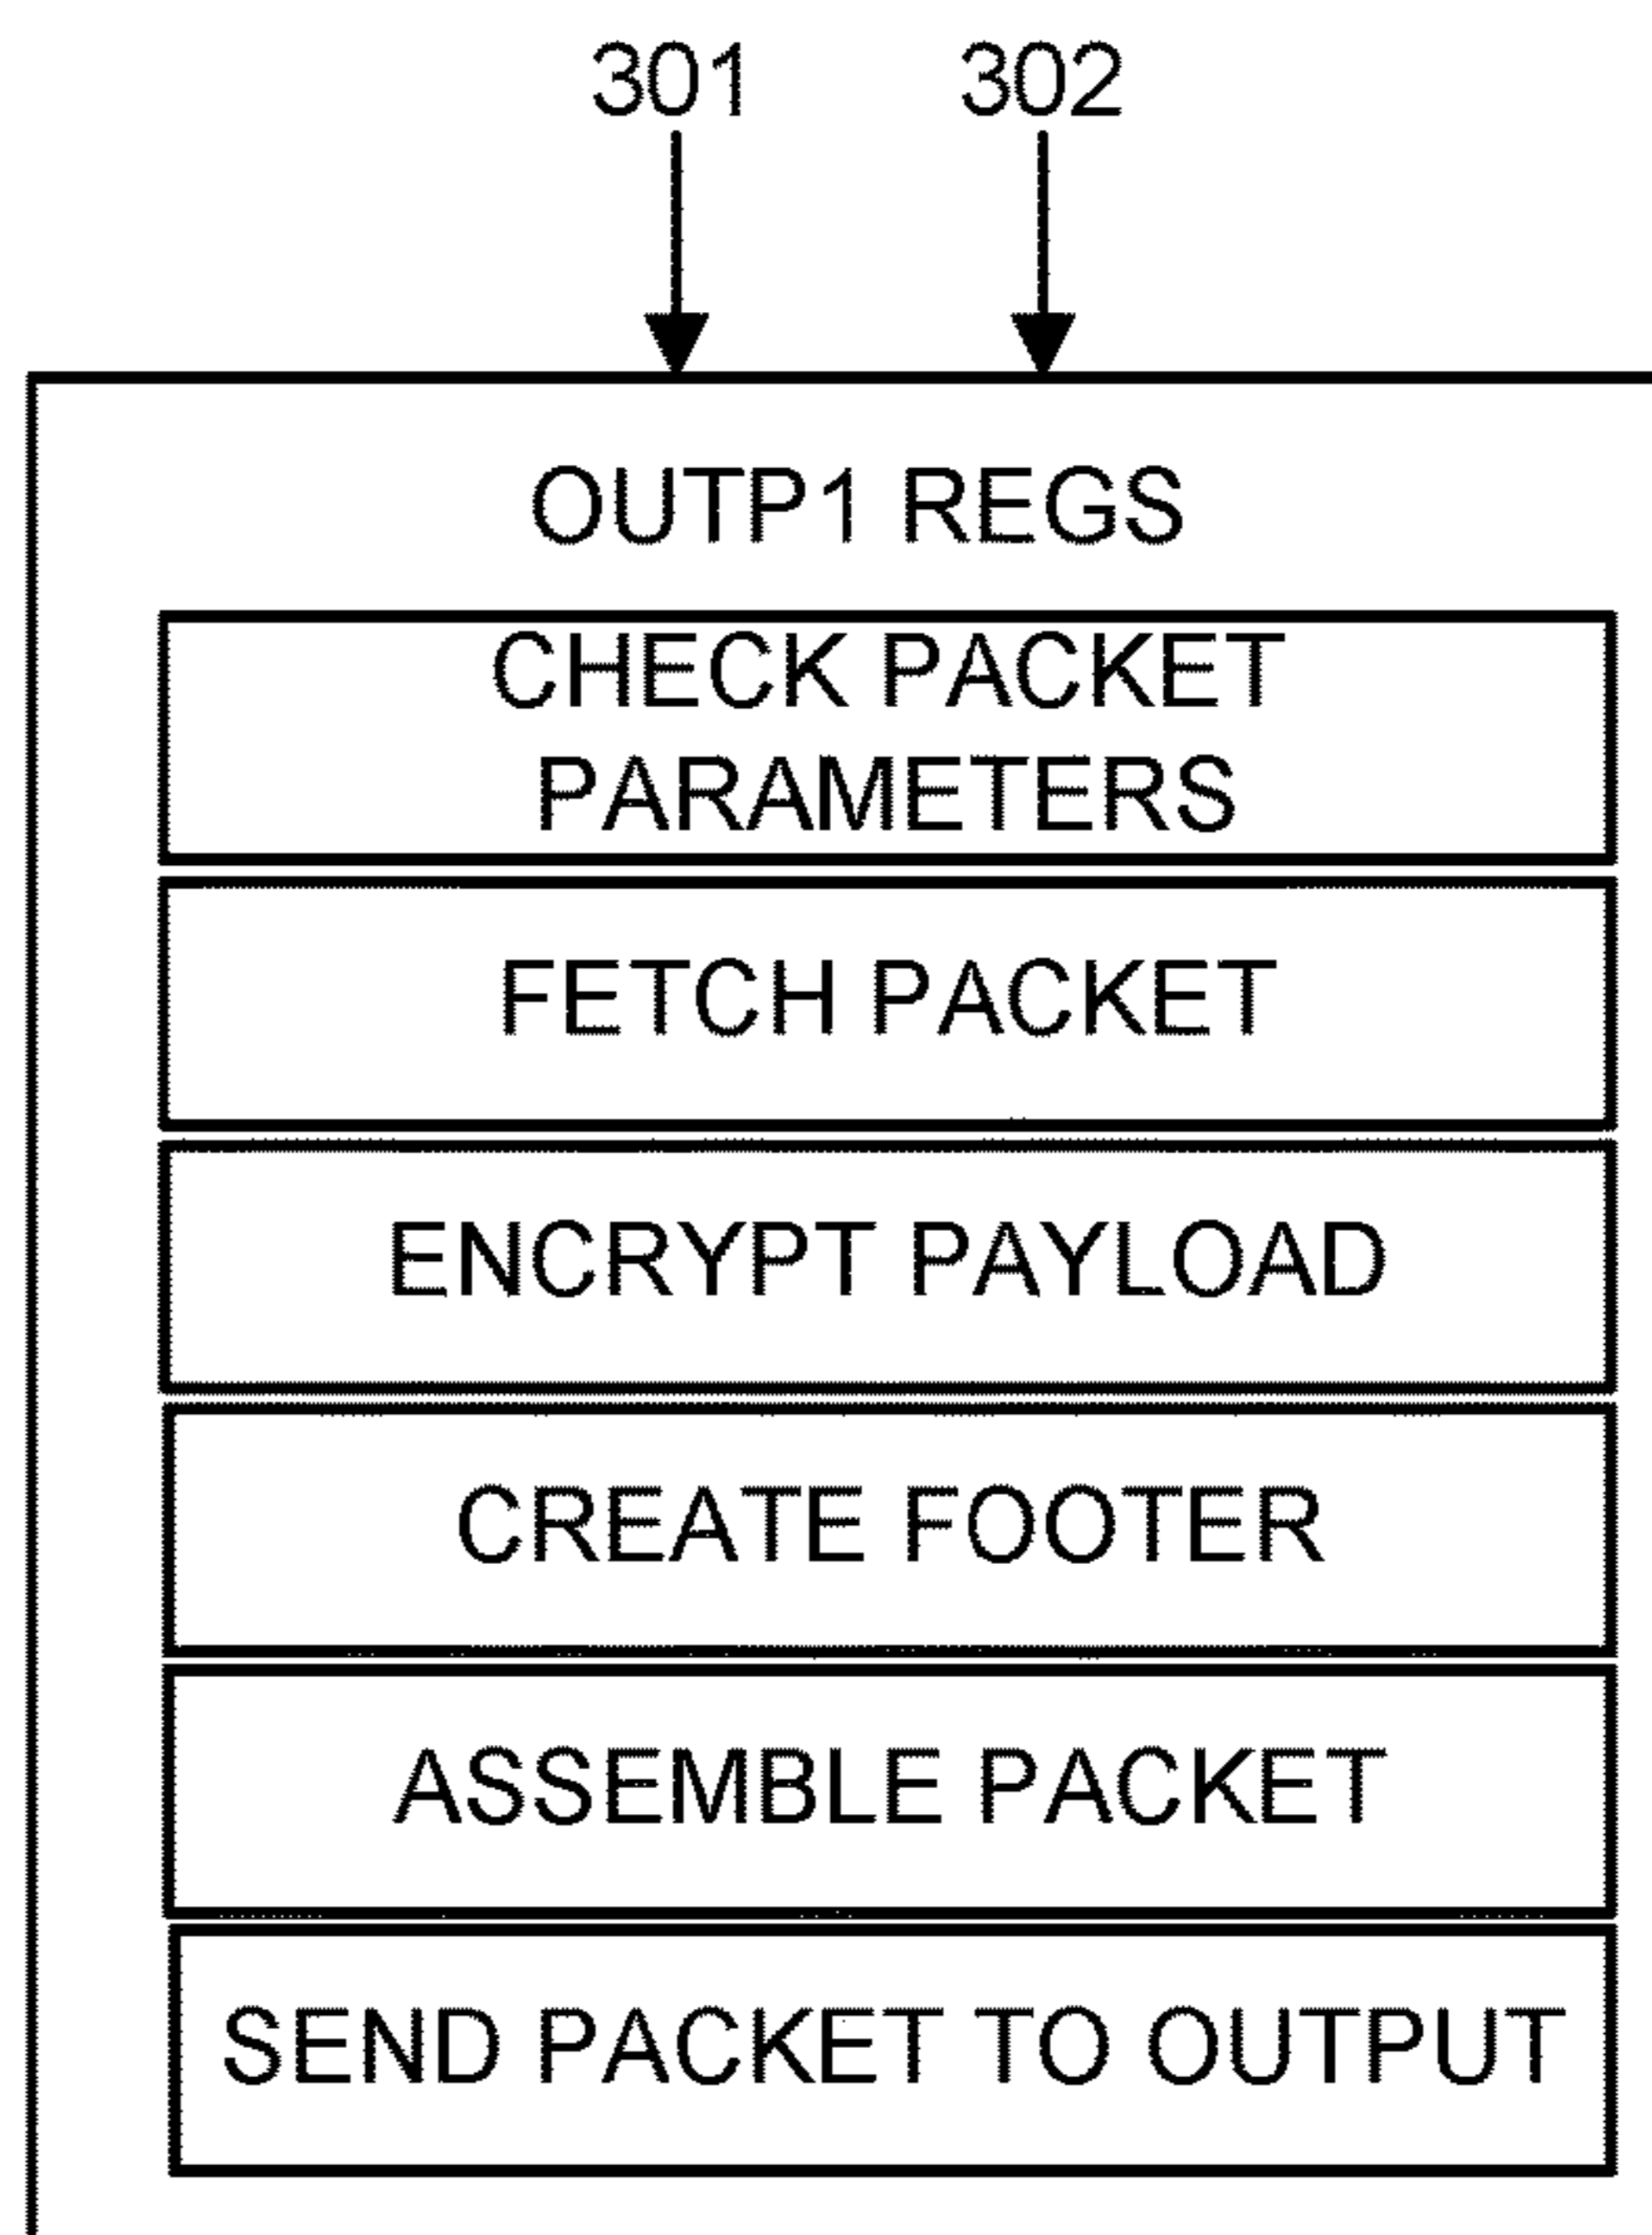 301 302
OUTP1 REGS
CHECK PACKET
PARAMETERS
FETCH PACKET
ENCRYPT PAYLOAD
CREATE FOOTER
ASSEMBLE PACKET
SEND PACKET TO OUTPUT